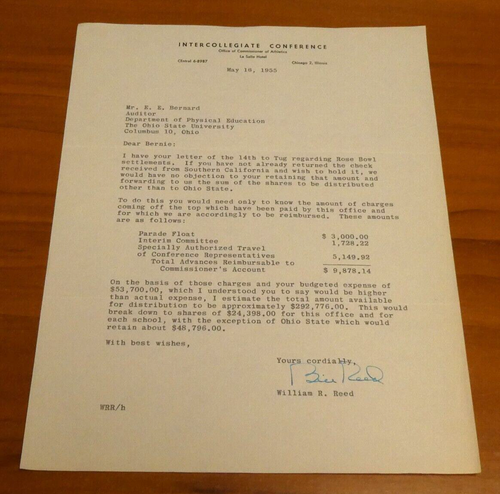 INTERCOLLEGIATE CONFERENCE
Office of Commissioner of Athletics
La Salle Hotel
CEntral 6-8587
Chicago 2, Illinois
May 16, 1955
Mr. E. E. Bernard
Auditor
Department of Physical Education
The Ohio State University
Columbus 10, Ohio
Dear Bernie:
I have your letter of the 14th to Tug regarding Rose Bowl
settlements. If you have not already returned the check
received from Southern California and wish to hold it, we
would have no objection to your retaining that amount and
forwarding to us the sum of the shares to be distributed
other than to Ohio State.
To do this you would need only to know the amount of charges
coming off the top which have been paid by this office and
for which we are accordingly to be reimbursed. These amounts
are as follows:
Parade Float $ 3,000.00
Interim Committee 1,728.22
Specially Authorized Travel
of Conference Representatives 5,149.92
Total Advances Reimbursable to
Commissioner's Account $ 9,878.14
On the basis of those charges and your budgeted expense of
$53,700.00, which I understood you to say would be higher
than actual expense, I estimate the total amount available
for distribution to be approximately $292,776.00. This would
break down to shares of $24,398.00 for this office and for
each school, with the exception of Ohio State which would
retain about $48,796.00.
With best wishes,
Yours cordially,
Bill Reed
William R. Reed
WRR/h